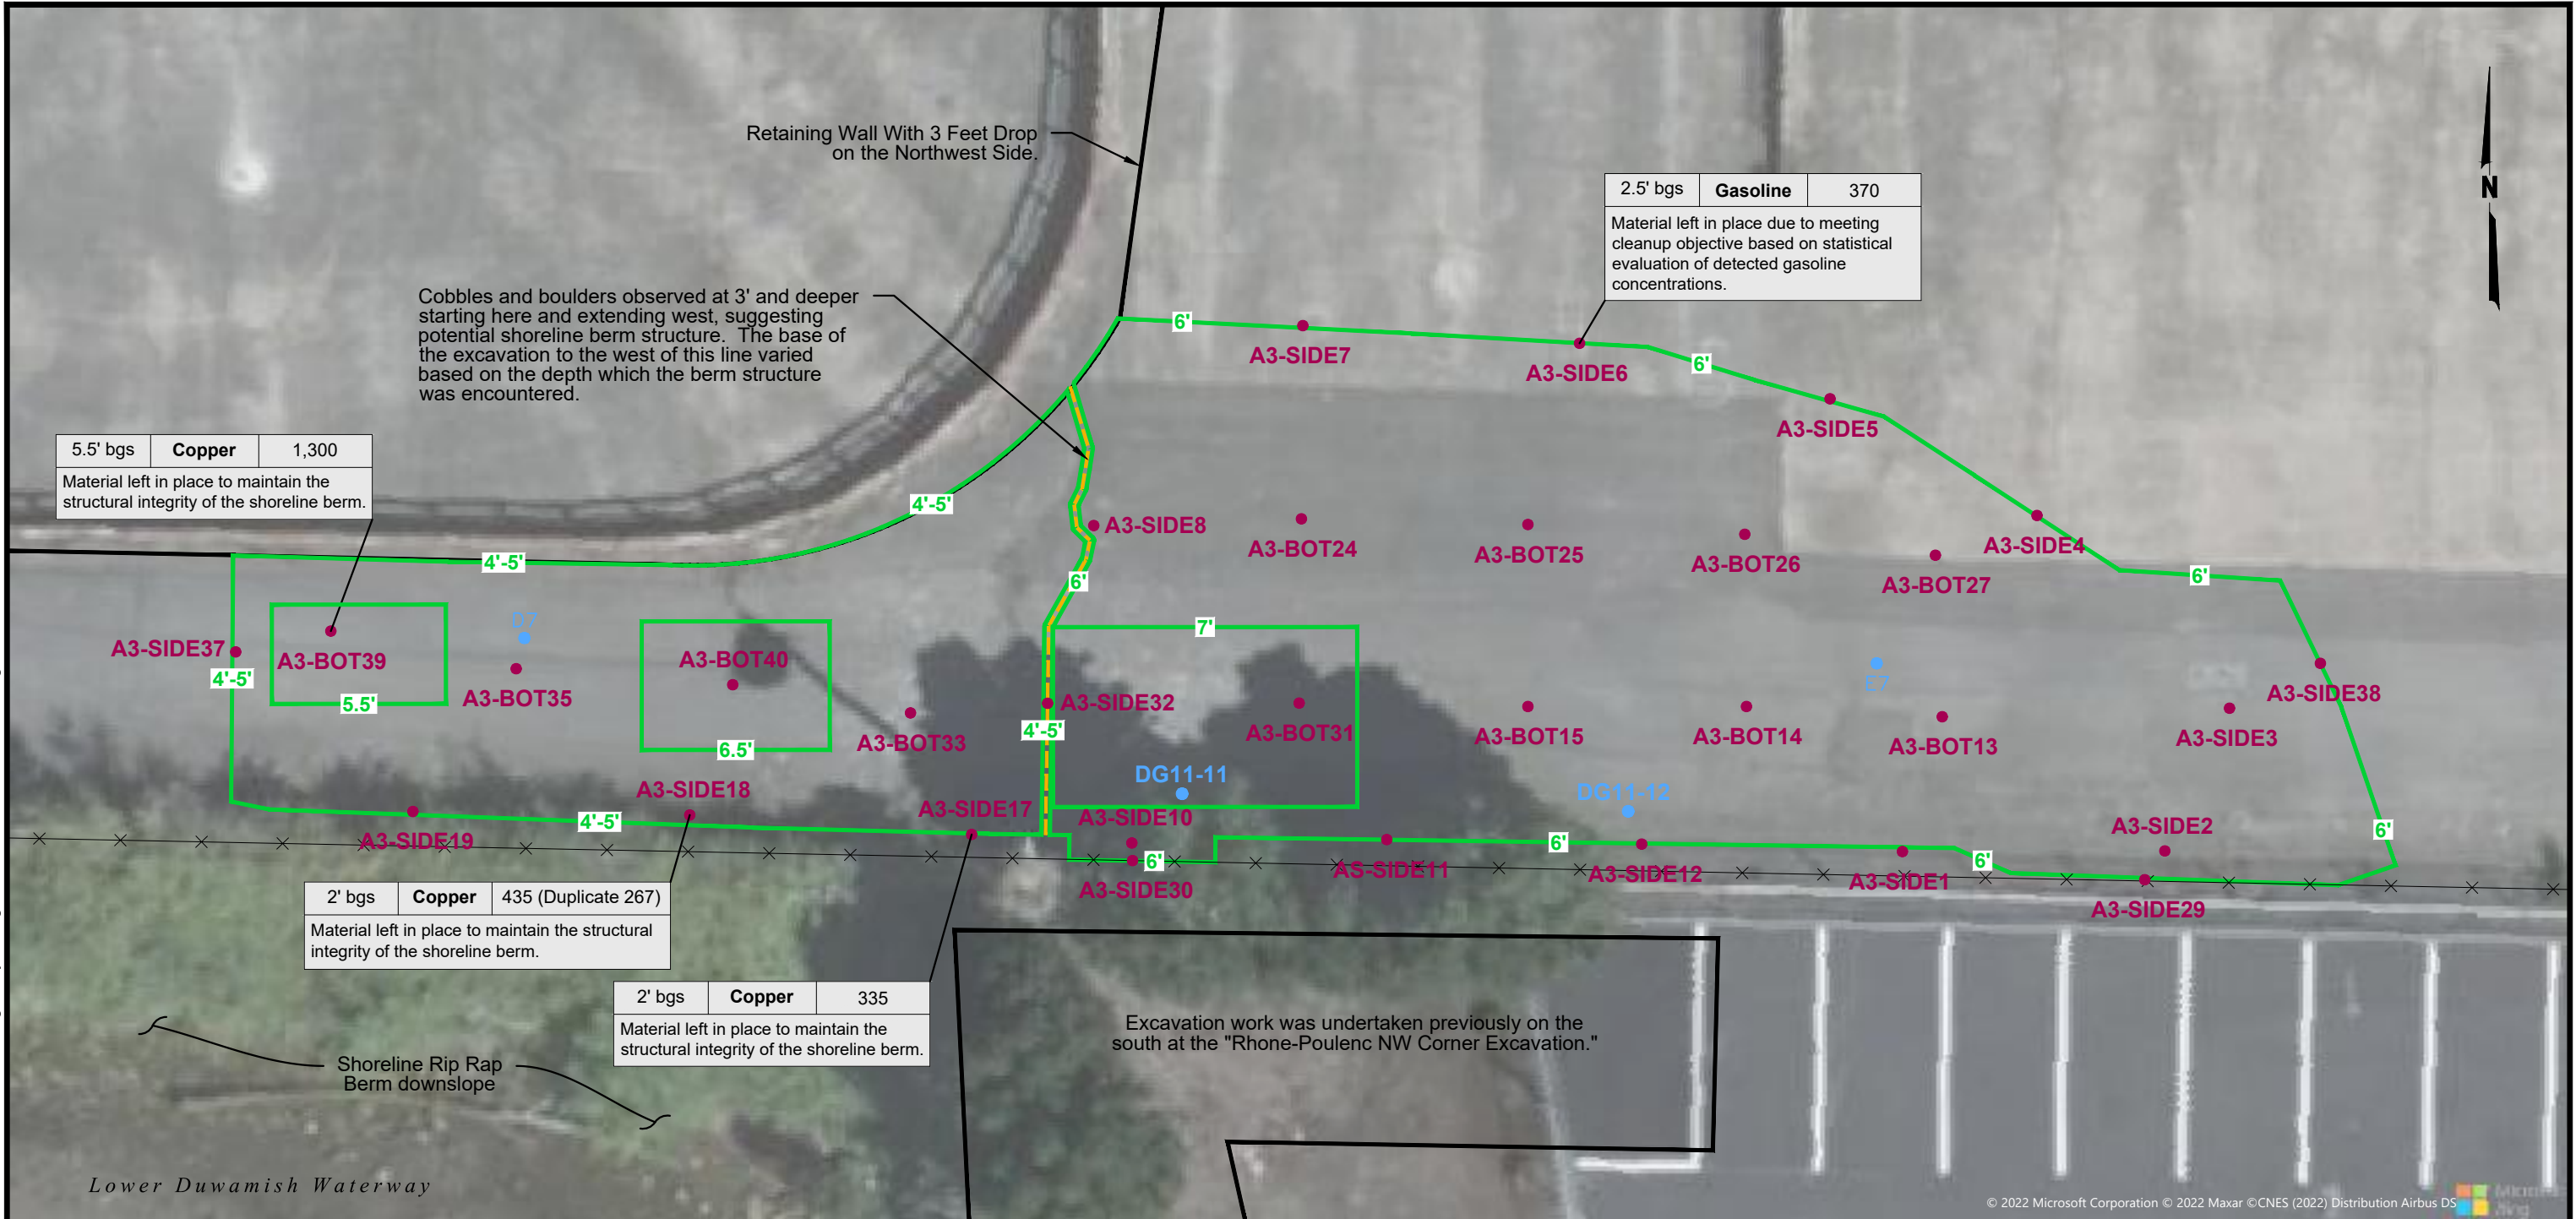 Retaining Wall With 3 Feet Drop
on the Northwest Side.
N
2.5' bgs Gasoline 370
Material left in place due to meeting
cleanup objective based on statistical
evaluation of detected gasoline
concentrations.
Cobbles and boulders observed at 3' and deeper
starting here and extending west, suggesting
potential shoreline berm structure. The base of
the excavation to the west of this line varied
based on the depth which the berm structure
was encountered.
6'
A3-SIDE7
A3-SIDE6
6'
A3-SIDE5
5.5' bgs Copper 1,300
Material left in place to maintain the
structural integrity of the shoreline berm.
4'-5'
A3-SIDE8
A3-BOT24
A3-BOT25
A3-BOT26
A3-SIDE4
4'-5'
6'
A3-BOT27
6'
D7
7'
A3-SIDE37
A3-BOT39
A3-BOT40
4'-5'
5.5'
A3-BOT35
A3-SIDE32
E7
A3-SIDE38
4'-5'
A3-BOT33
6.5'
A3-BOT31
A3-BOT15
A3-BOT14
A3-BOT13
A3-SIDE3
DG11-11
DG11-12
A3-SIDE18
A3-SIDE17
A3-SIDE10
4'-5'
A3-SIDE19
A3-SIDE2
6'
6'
6'
6'
AS-SIDE11
A3-SIDE12
A3-SIDE1
A3-SIDE30
A3-SIDE29
2' bgs Copper 435 (Duplicate 267)
Material left in place to maintain the structural
integrity of the shoreline berm.
2' bgs Copper 335
Material left in place to maintain the
structural integrity of the shoreline berm.
Excavation work was undertaken previously on the
south at the "Rhone-Poulenc NW Corner Excavation."
Shoreline Rip Rap
Berm downslope
Lower Duwamish Waterway
© 2022 Microsoft Corporation © 2022 Maxar ©CNES (2022) Distribution Airbus DS